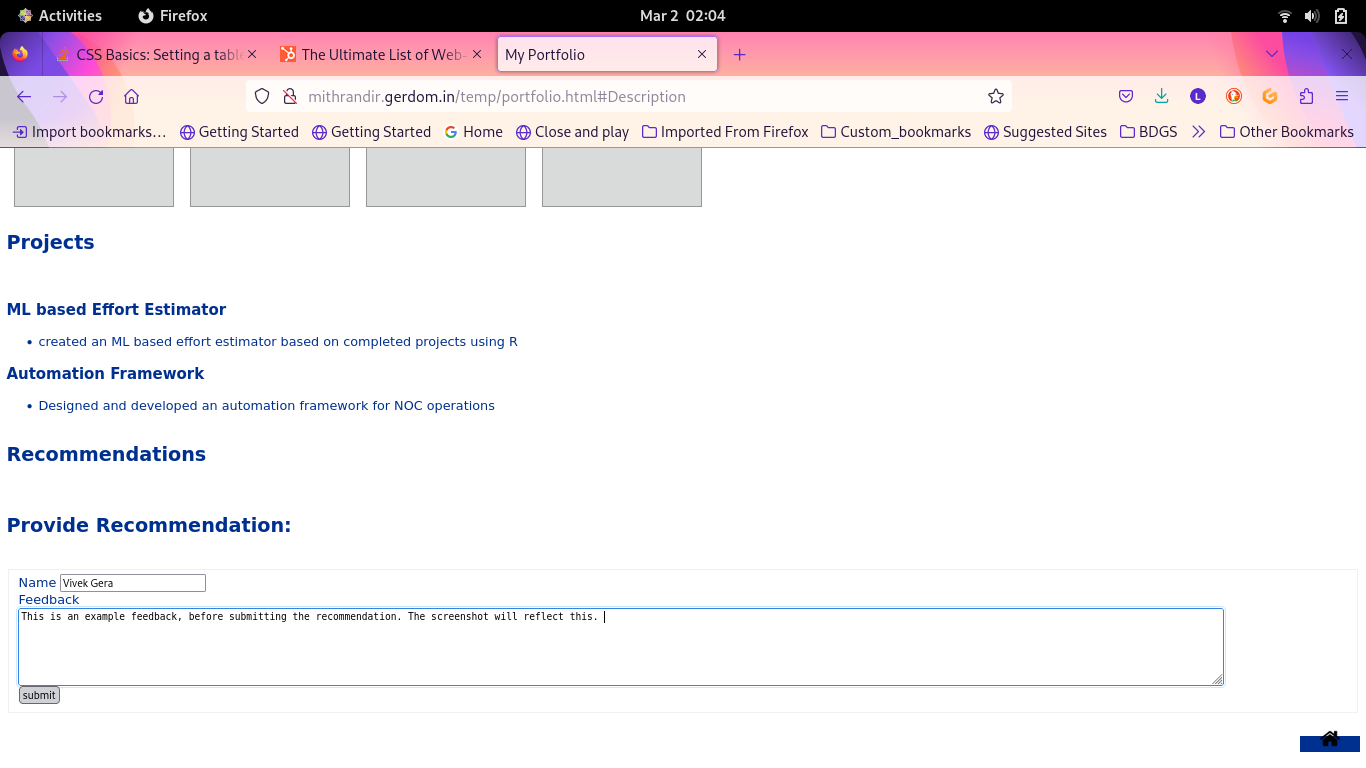 Activities Firefox Mar 2 02:04
CSS Basics: Setting a table The Ultimate List of Web- My Portfolio
mithrandir.gerdom.in/temp/portfolio.html#Description L
Import bookmarks… Getting Started Getting Started Home Close and play Imported From Firefox Custom_bookmarks Suggested Sites BDGS Other Bookmarks
Projects
ML based Effort Estimator
• created an ML based effort estimator based on completed projects using R
Automation Framework
• Designed and developed an automation framework for NOC operations
Recommendations
Provide Recommendation:
Name Vivek Gera
Feedback
This is an example feedback, before submitting the recommendation. The screenshot will reflect this.
submit